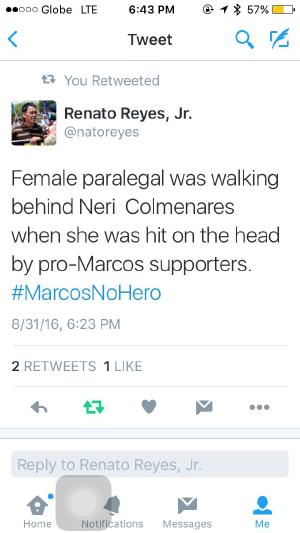 Globe LTE 6:43 PM 57%
Tweet
You Retweeted
Renato Reyes, Jr.
@natoreyes
Female paralegal was walking
behind Neri Colmenares
when she was hit on the head
by pro-Marcos supporters.
#MarcosNoHero
8/31/16, 6:23 PM
2 RETWEETS 1 LIKE
Reply to Renato Reyes, Jr.
Home Notifications Messages Me